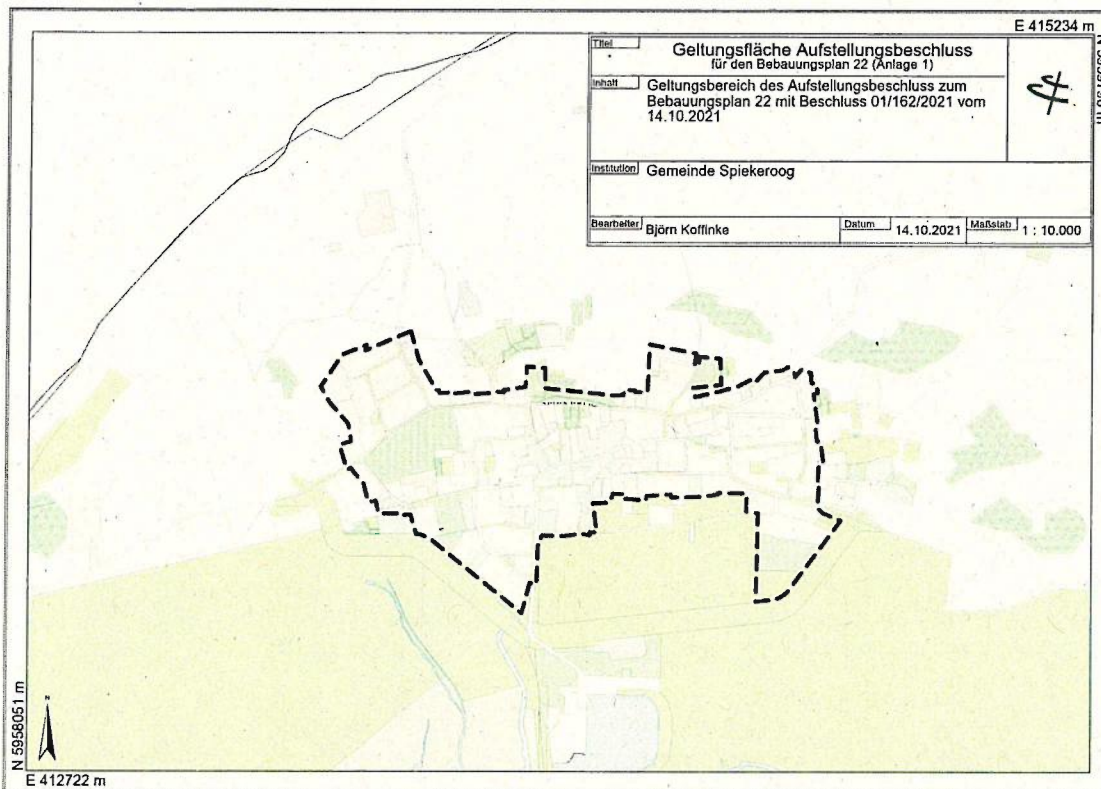 E 415234 m
Titel
Geltungsfläche Aufstellungsbeschluss
für den Bebauungsplan 22 (Anlage 1)
Inhalt
Geltungsbereich des Aufstellungsbeschluss zum
Bebauungsplan 22 mit Beschluss 01/162/2021 vom
14.10.2021
Institution
Gemeinde Spiekeroog
Bearbeiter
Björn Koffinke
Datum
14.10.2021
Maßstab
1 : 10.000
N
N 5958051 m
E 412722 m